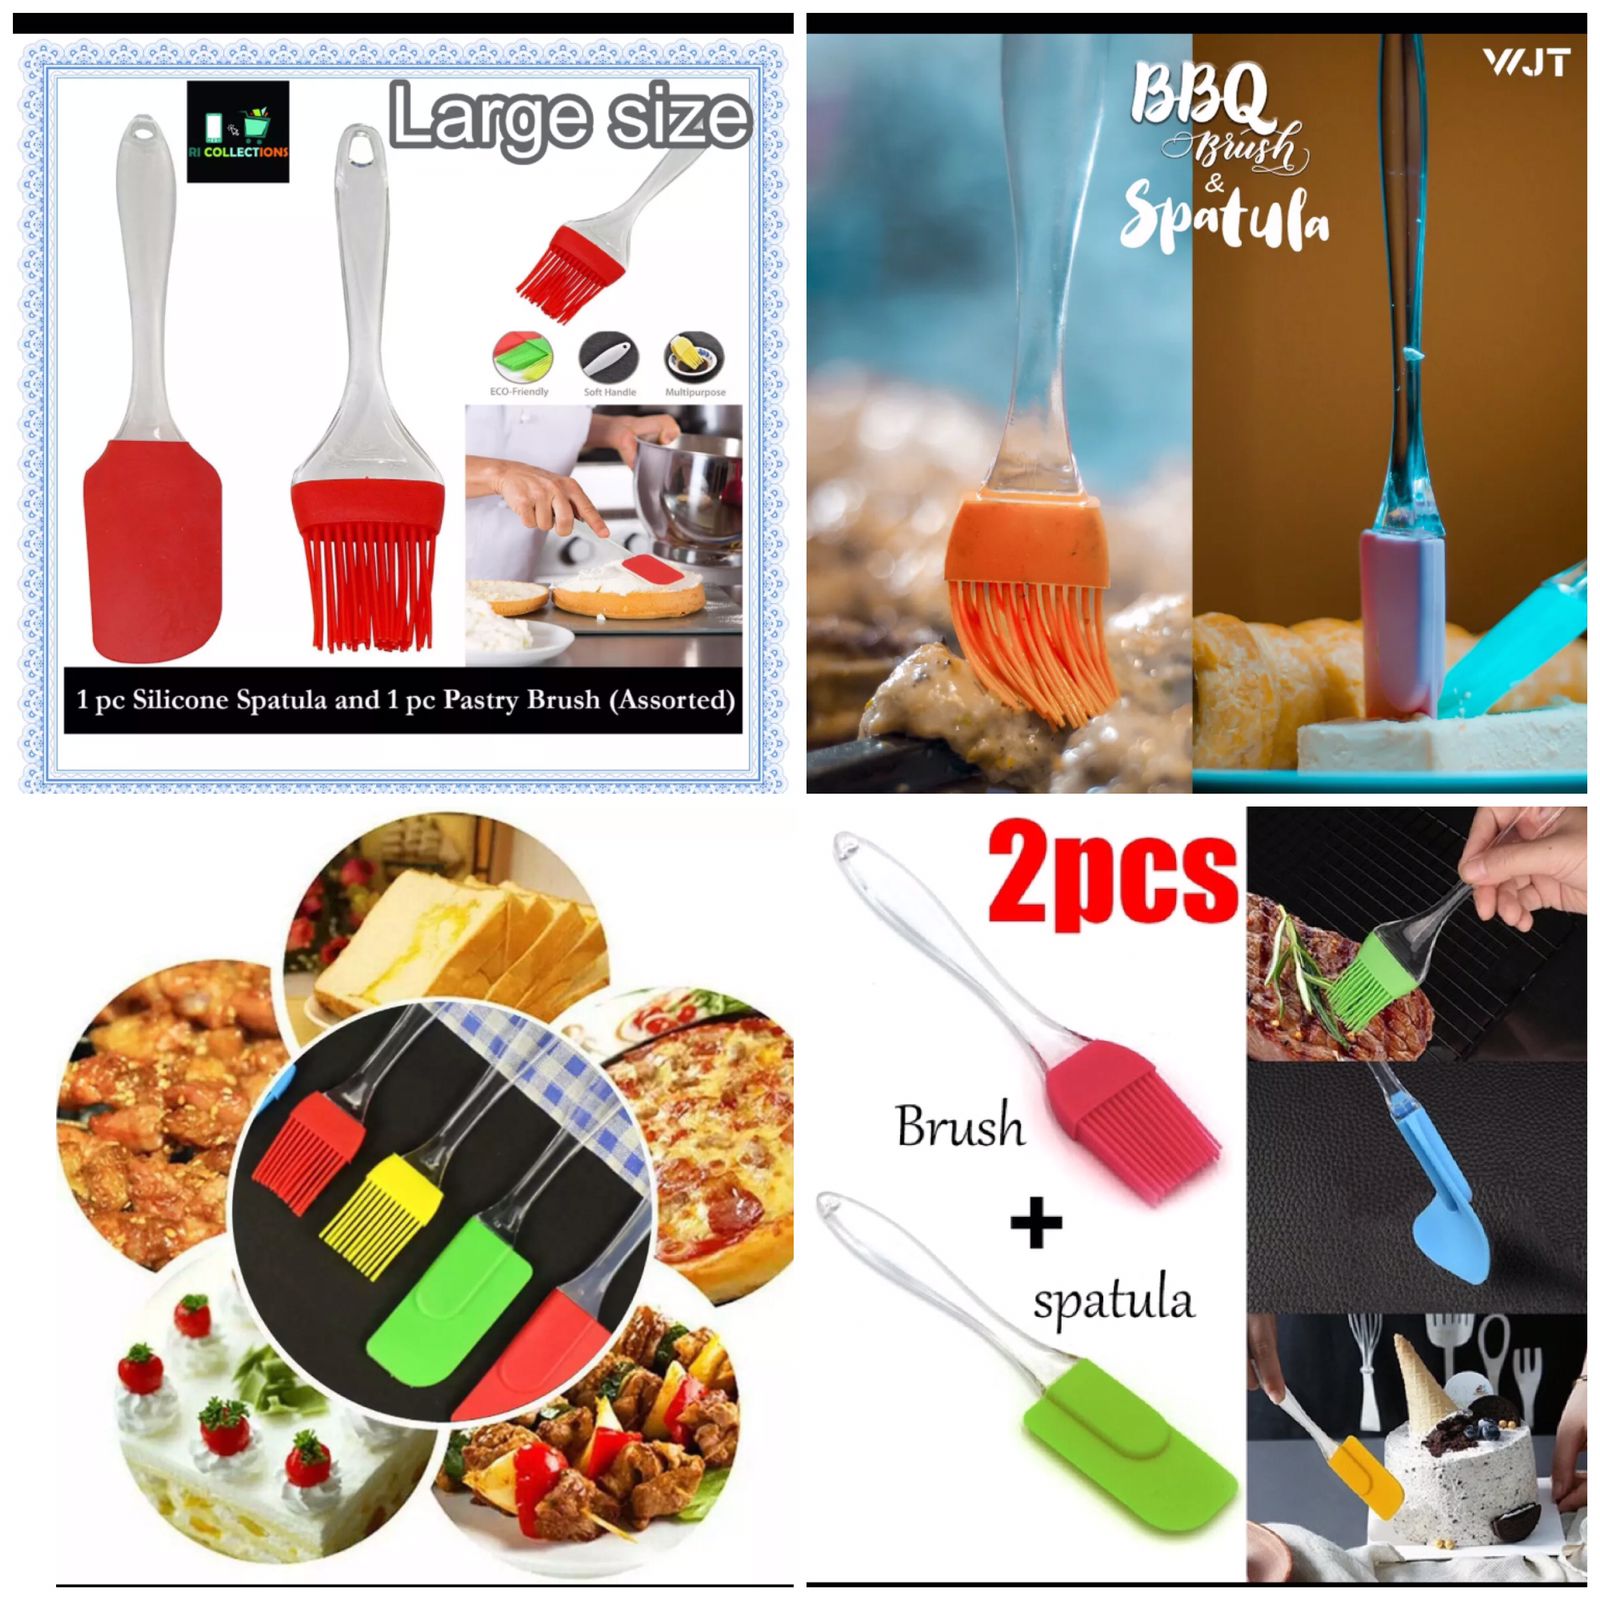 RI COLLECTIONS
Large size
ECO-Friendly
Soft Handle
Multipurpose
1 pc Silicone Spatula and 1 pc Pastry Brush (Assorted)
WJT
BBQ
Brush
&
Spatula
2pcs
Brush
+
spatula